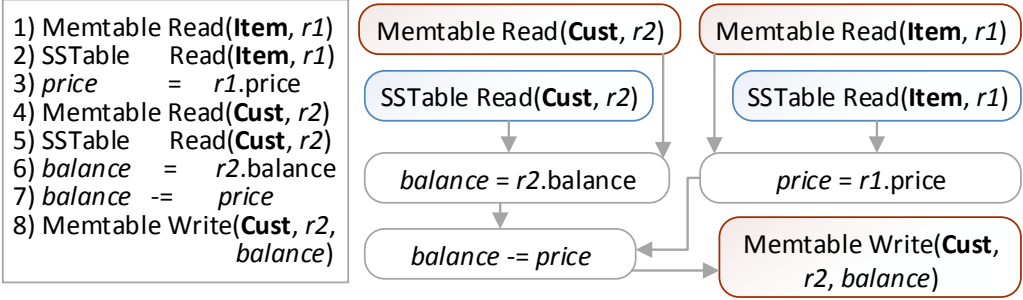 1) Memtable Read(Item, r1)
2) SSTable Read(Item, r1)
3) price = r1.price
4) Memtable Read(Cust, r2)
5) SSTable Read(Cust, r2)
6) balance = r2.balance
7) balance -= price
8) Memtable Write(Cust, r2,
balance)
Memtable Read(Cust, r2)
Memtable Read(Item, r1)
SSTable Read(Cust, r2)
SSTable Read(Item, r1)
balance = r2.balance
price = r1.price
balance -= price
Memtable Write(Cust,
r2, balance)